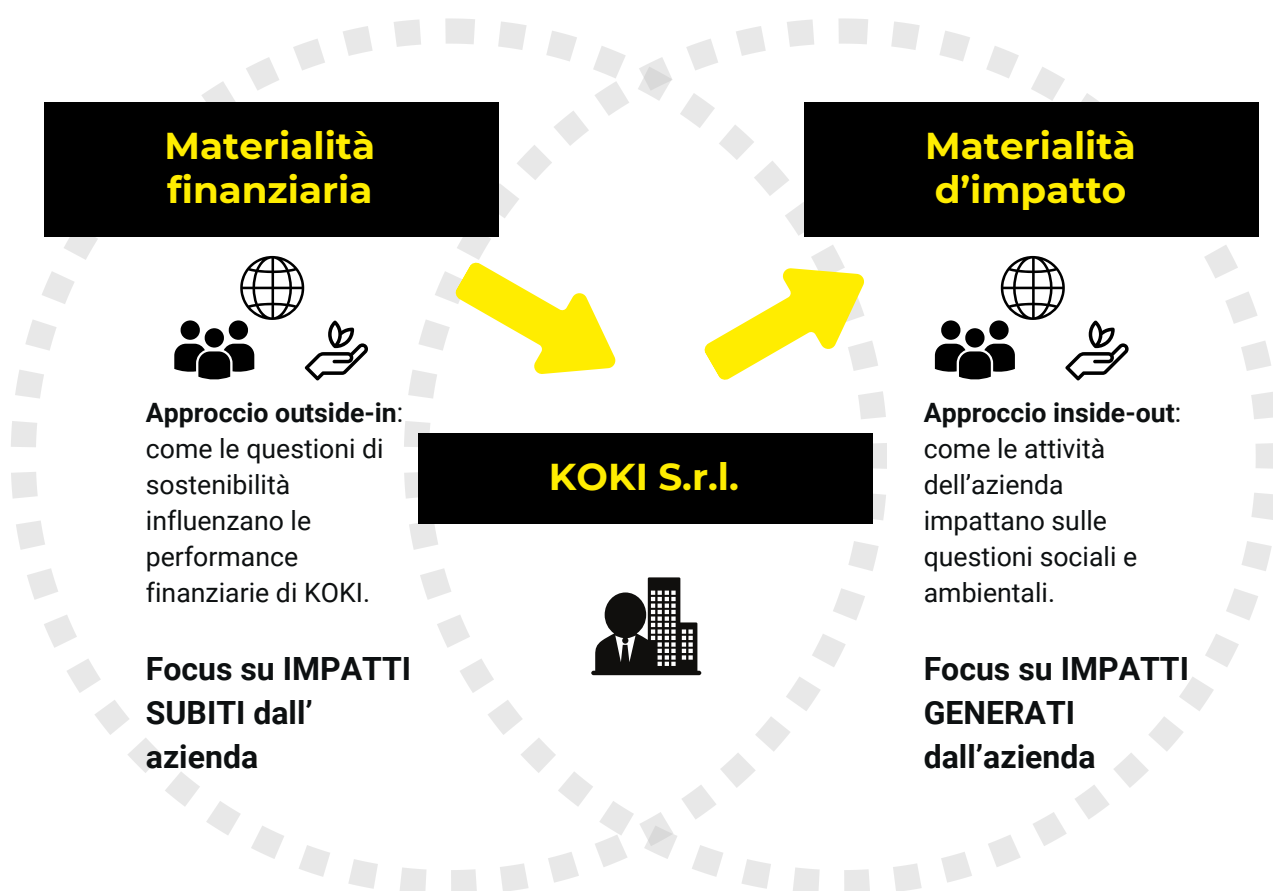 Materialità
finanziaria
Approccio outside-in:
come le questioni di
sostenibilità
influenzano le
performance
finanziarie di KOKI.
Focus su IMPATTI
SUBITI dall’
azienda
KOKI S.r.l.
Materialità
d’impatto
Approccio inside-out:
come le attività
dell’azienda
impattano sulle
questioni sociali e
ambientali.
Focus su IMPATTI
GENERATI
dall’azienda